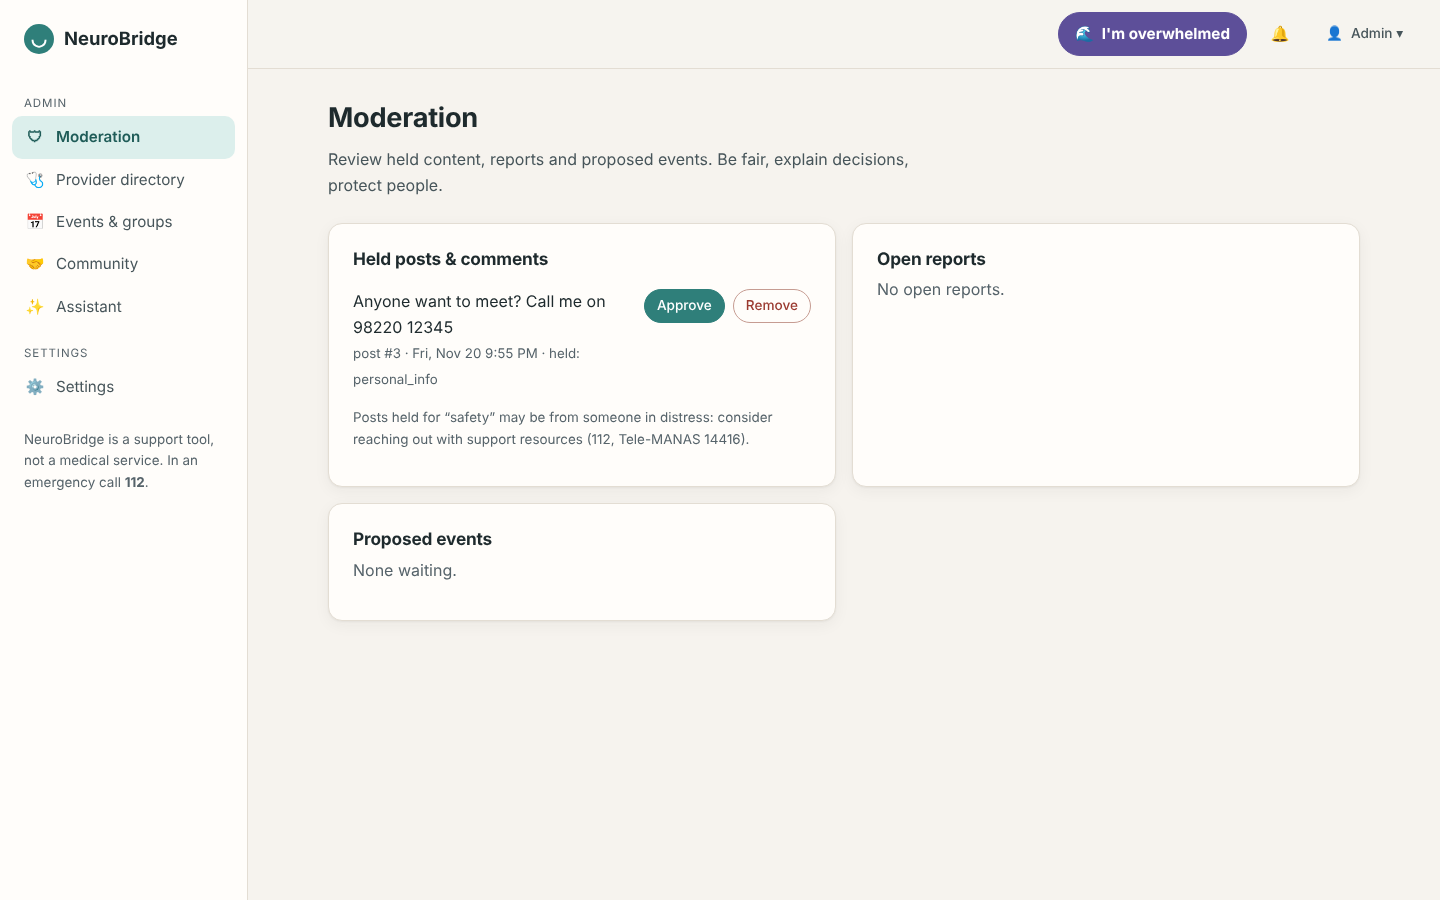 NeuroBridge
I'm overwhelmed
Admin ▾
ADMIN
Moderation
Provider directory
Events & groups
Community
Assistant
SETTINGS
Settings
NeuroBridge is a support tool,
not a medical service. In an
emergency call 112.
Moderation
Review held content, reports and proposed events. Be fair, explain decisions,
protect people.
Held posts & comments
Anyone want to meet? Call me on
98220 12345
Approve
Remove
post #3 · Fri, Nov 20 9:55 PM · held:
personal_info
Posts held for “safety” may be from someone in distress: consider
reaching out with support resources (112, Tele-MANAS 14416).
Open reports
No open reports.
Proposed events
None waiting.